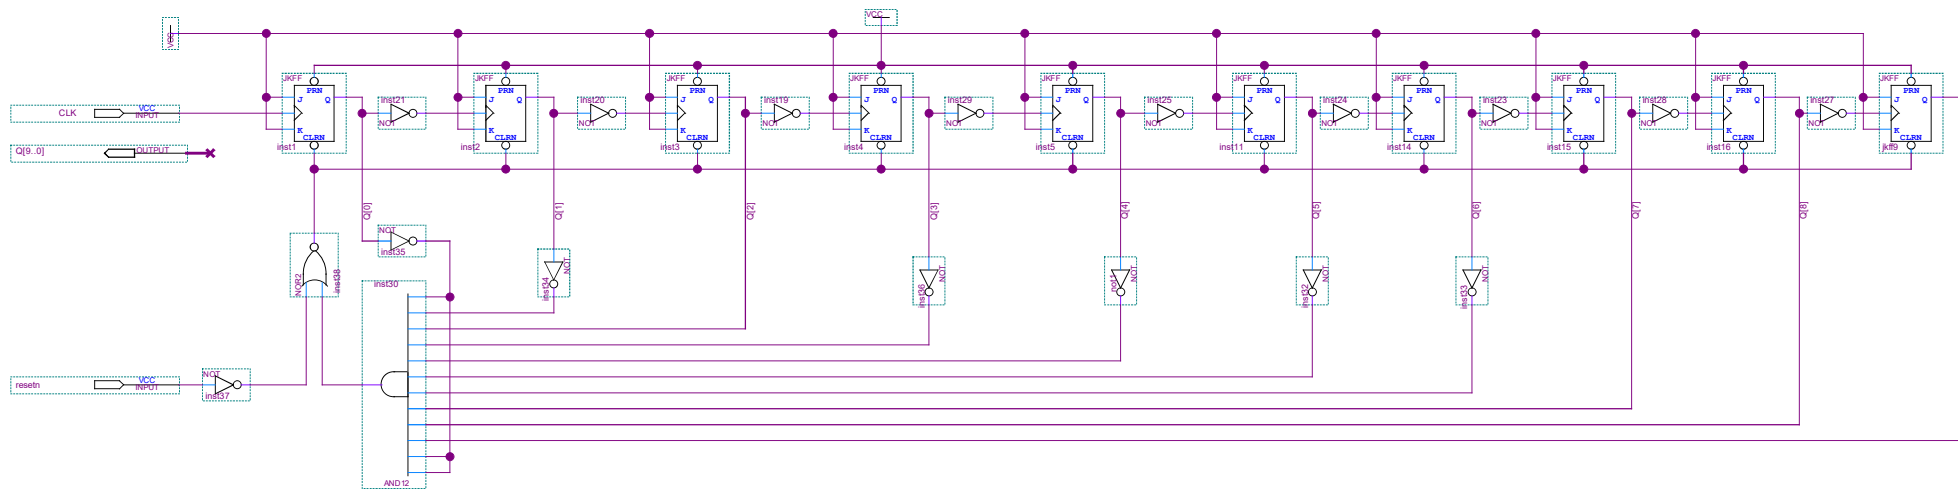 VCC
VCC
JKFF
JKFF
JKFF
JKFF
JKFF
JKFF
JKFF
JKFF
JKFF
JKFF
PRN
PRN
PRN
PRN
PRN
PRN
PRN
PRN
PRN
PRN
J Q
J Q
J Q
J Q
J Q
J Q
J Q
J Q
J Q
J Q
inst21
inst20
inst19
inst29
inst25
inst24
inst23
inst28
inst27
CLK
VCC
INPUT
NOT
NOT
NOT
NOT
NOT
NOT
NOT
NOT
NOT
K
K
K
K
K
K
K
K
K
K
CLRN
CLRN
CLRN
CLRN
CLRN
CLRN
CLRN
CLRN
CLRN
CLRN
inst1
inst2
inst3
inst4
inst5
inst11
inst14
inst15
inst16
jkff9
Q[9..0]
OUTPUT
Q[0]
Q[1]
Q[2]
Q[3]
Q[4]
Q[5]
Q[6]
Q[7]
Q[8]
NOT
inst35
NOR2
inst38
NOT
inst34
NOT
inst36
NOT
not1
NOT
inst32
NOT
inst33
inst30
resetn
VCC
INPUT
NOT
inst37
AND12